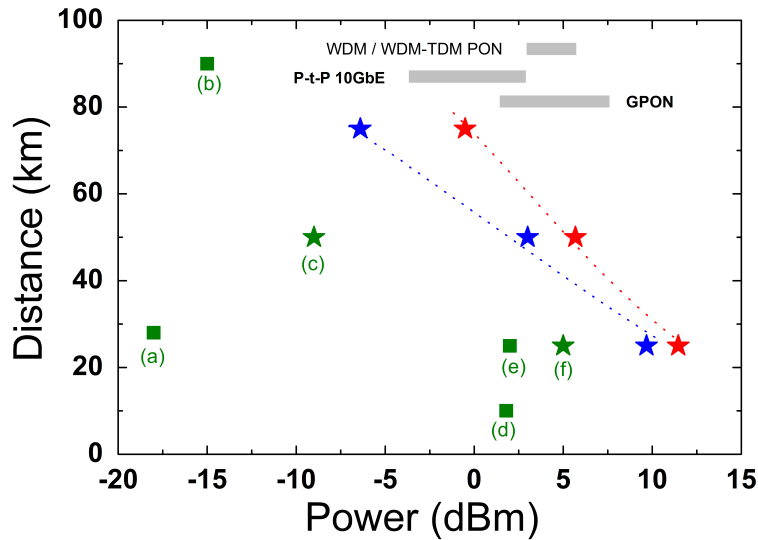 100
WDM / WDM-TDM PON
P-t-P 10GbE
80
GPON
(b)
60
(c)
40
(a)
(e)
(f)
20
(d)
0
-20 -15 -10 -5 0 5 10 15
Power (dBm)
Distance (km)